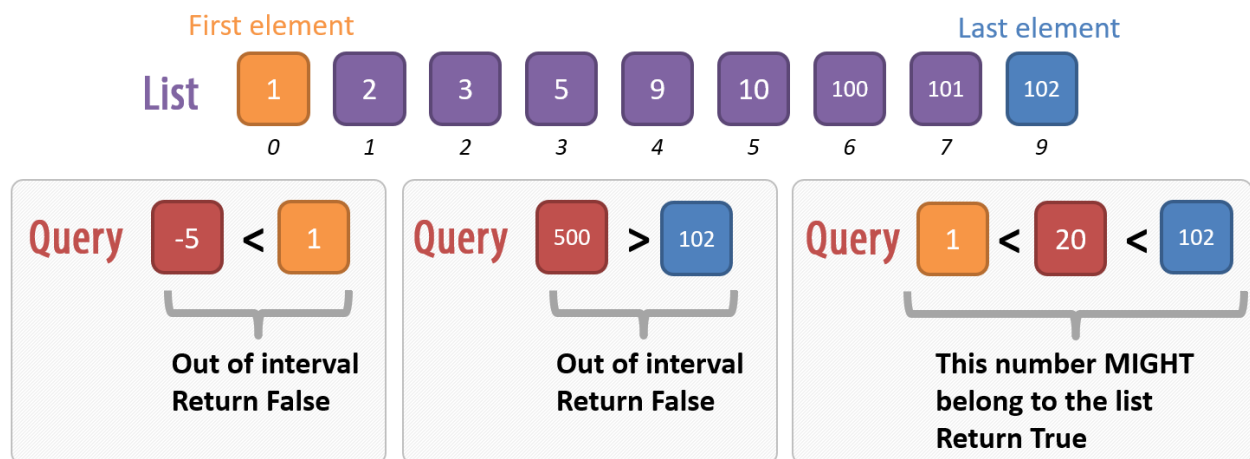 First element Last element
List 1 2 3 5 9 10 100 101 102
0 1 2 3 4 5 6 7 9
Query -5 < 1
Out of interval
Return False
Query 500 > 102
Out of interval
Return False
Query 1 < 20 < 102
This number MIGHT
belong to the list
Return True